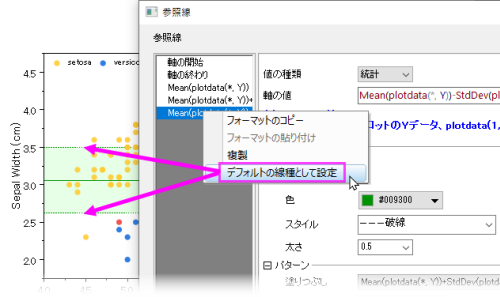 参照線
参照線
setosa
versic
軸の開始
軸の終わり
Mean(plotdata(*, Y))
Mean(plotdata(*, Y))+
Mean(
値の種類
統計
軸の値
Mean(plotdata(*, Y))-StdDev(pl
ロットのYデータ、plotdata(1,
フォーマットのコピー
フォーマットの貼り付け
複製
デフォルトの線種として設定
色
#009300
スタイル
破線
太さ
0.5
パターン
塗りつぶし
Mean(plotdata(*, Y))+StdDev(plotd
Sepal Width (cm)
4.5
4.0
3.5
3.0
2.5
2.0
4.0
4.5
5.0